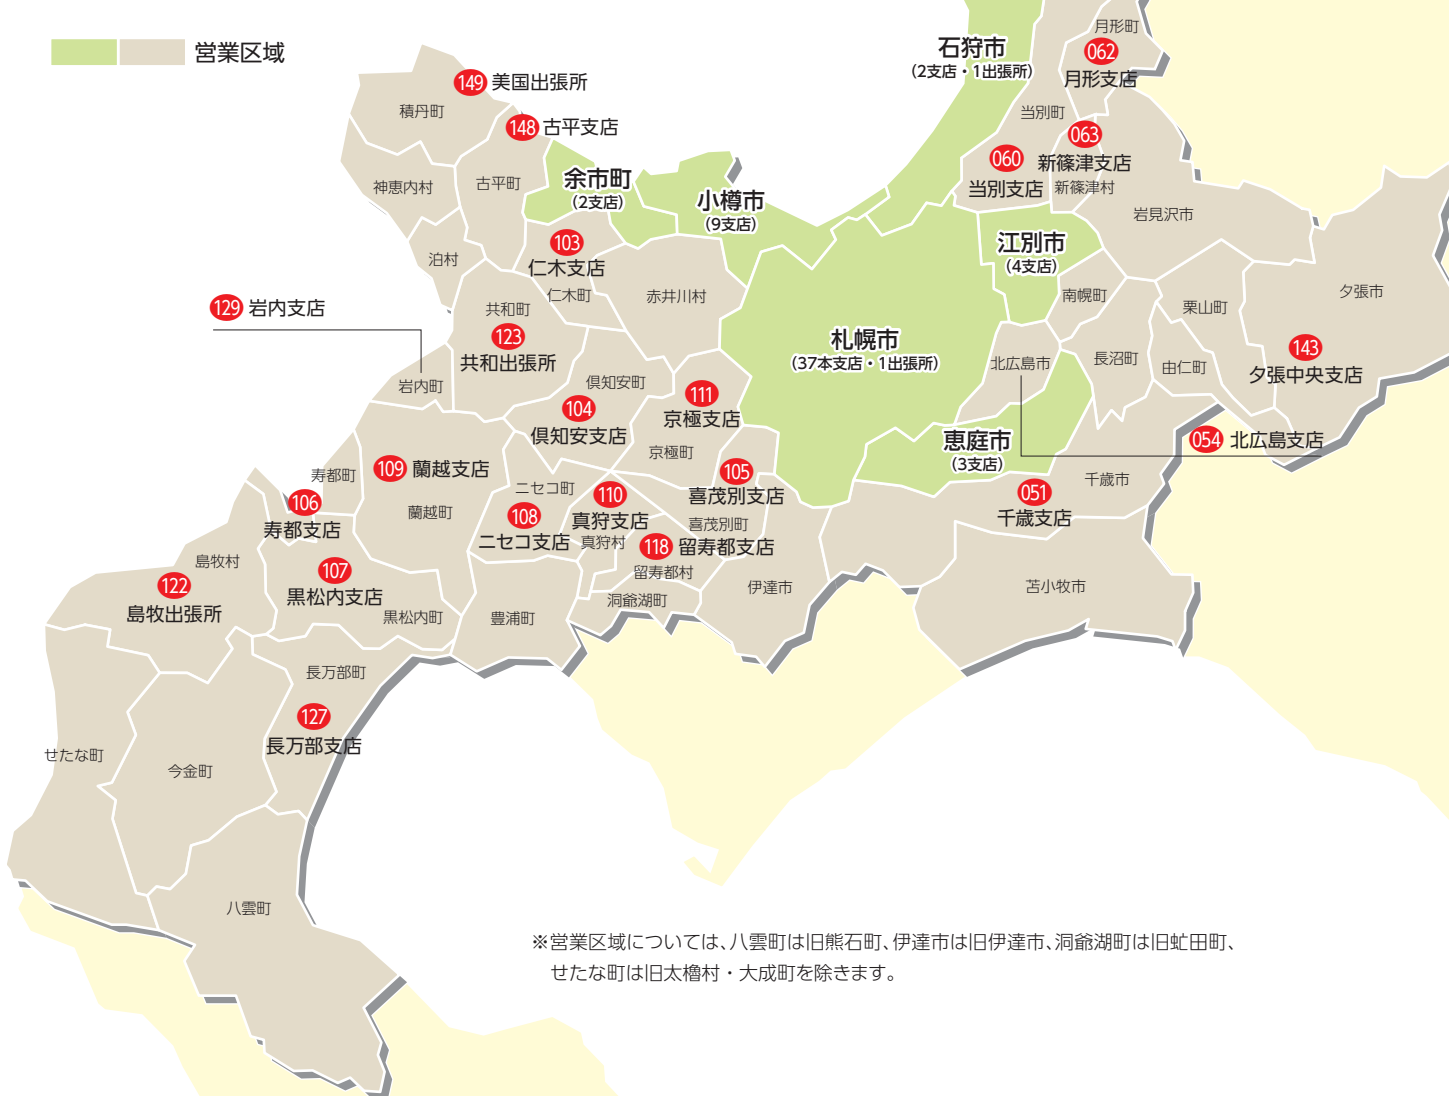 営業区域
石狩市
(2支店・1出張所)
月形町
062
月形支店
149 美国出張所
積丹町
148 古平支店
当別町
063
新篠津支店
060
当別支店
新篠津村
神恵内村
古平町
余市町
(2支店)
小樽市
(9支店)
岩見沢市
江別市
(4支店)
泊村
103
仁木支店
仁木町
赤井川村
南幌町
栗山町
夕張市
129 岩内支店
共和町
123
共和出張所
札幌市
(37本支店・1出張所)
北広島市
長沼町
由仁町
143
夕張中央支店
岩内町
倶知安町
104
倶知安支店
111
京極支店
京極町
恵庭市
(3支店)
054 北広島支店
寿都町
109 蘭越支店
蘭越町
105
喜茂別支店
喜茂別町
千歳市
051
千歳支店
106
寿都支店
ニセコ町
108
ニセコ支店
110
真狩支店
真狩村
118 留寿都支店
留寿都村
島牧村
122
島牧出張所
107
黒松内支店
黒松内町
豊浦町
洞爺湖町
伊達市
苫小牧市
長万部町
127
長万部支店
せたな町
今金町
八雲町
※営業区域については、八雲町は旧熊石町、伊達市は旧伊達市、洞爺湖町は旧虻田町、
せたな町は旧太櫓村・大成町を除きます。